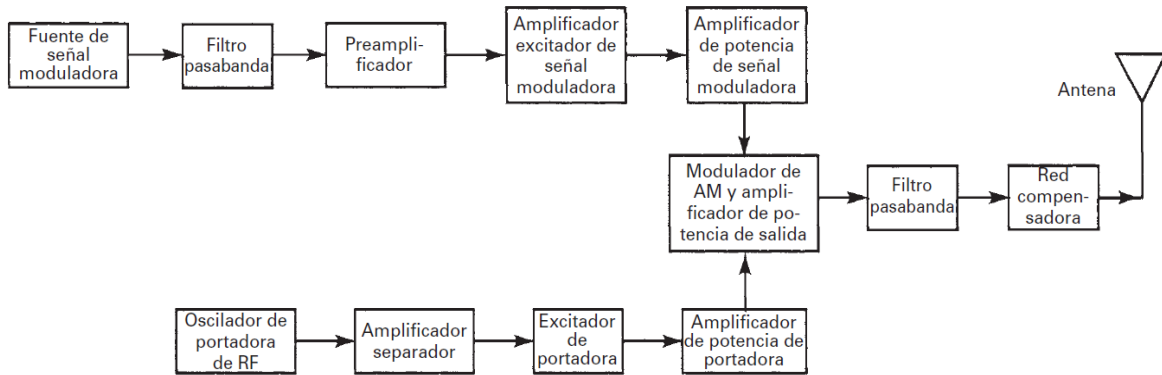 Fuente de
señal
moduladora
Filtro
pasabanda
Preampli-
ficador
Amplificador
excitador de
señal
moduladora
Amplificador
de potencia
de señal
moduladora
Antena
Modulador de
AM y ampli-
ficador de po-
tencia de salida
Filtro
pasabanda
Red
compen-
sadora
Oscilador de
portadora
de RF
Amplificador
separador
Excitador
de
portadora
Amplificador
de potencia de
portadora